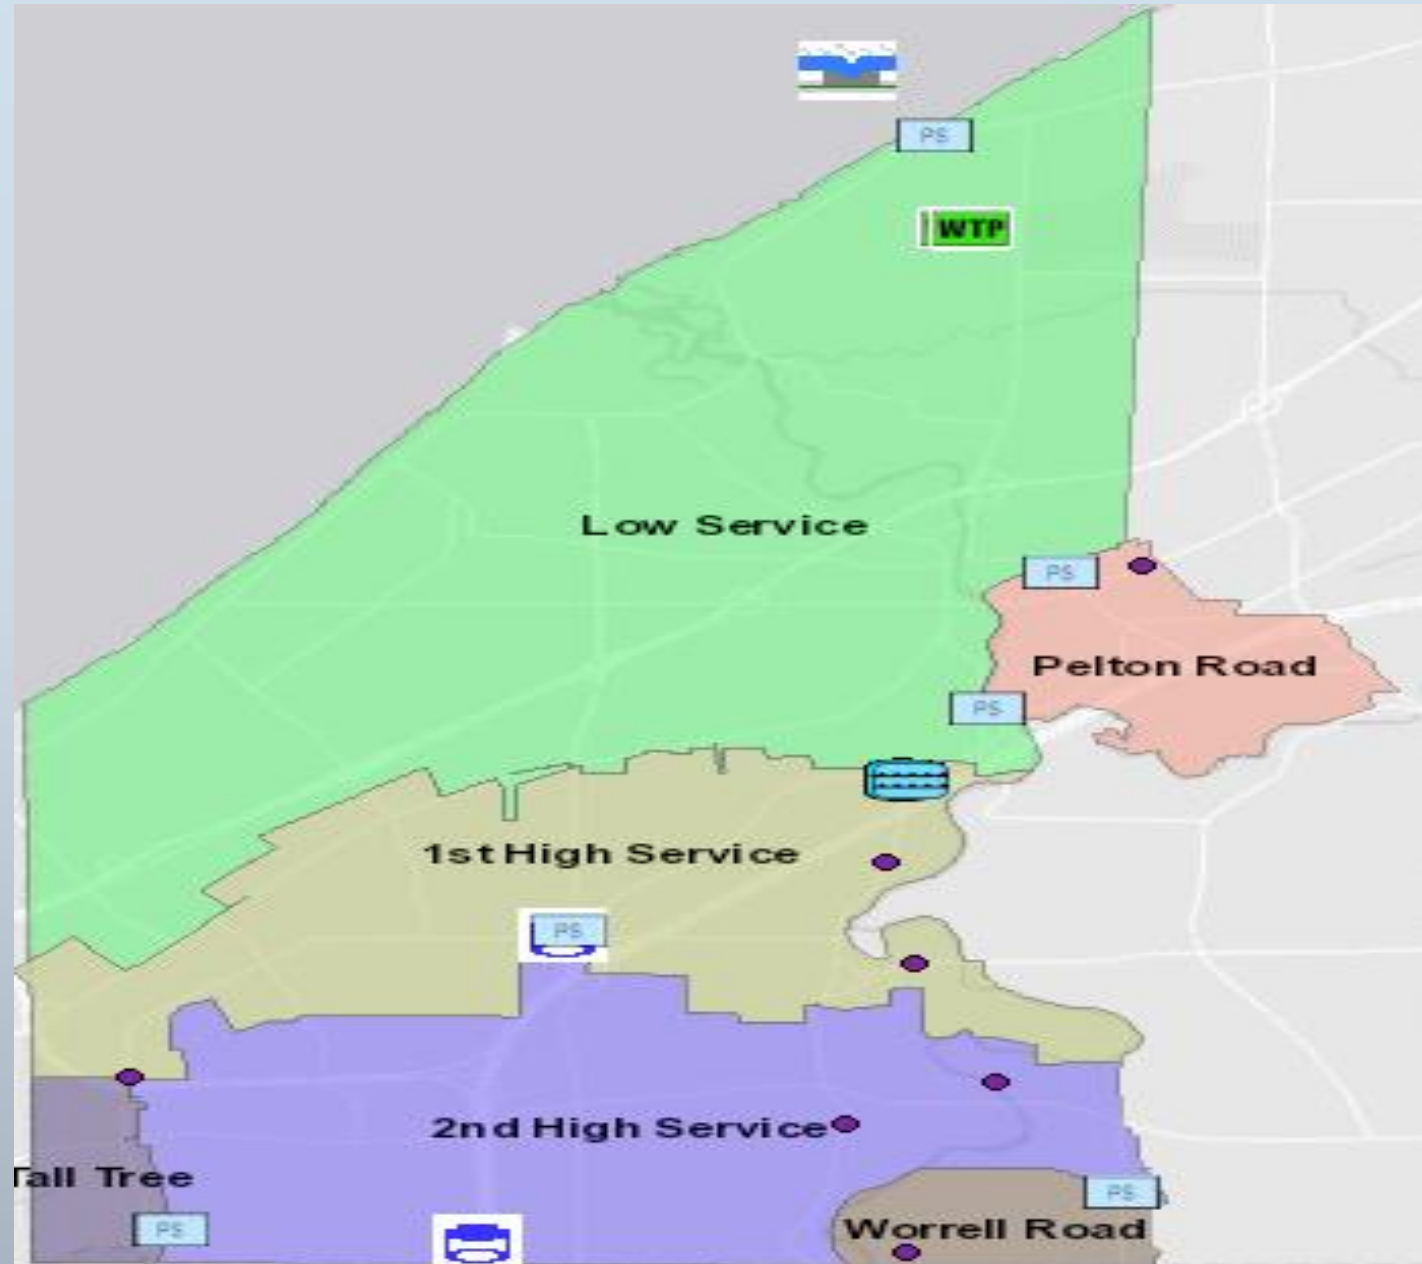 PS
WTP
Low Service
PS
Pelton Road
PS
1st High Service
PS
2nd High Service
Tall Tree
PS
PS
Worrell Road